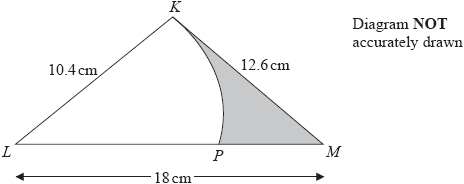 K
Diagram NOT
accurately drawn
10.4 cm
12.6 cm
L
P
M
18 cm